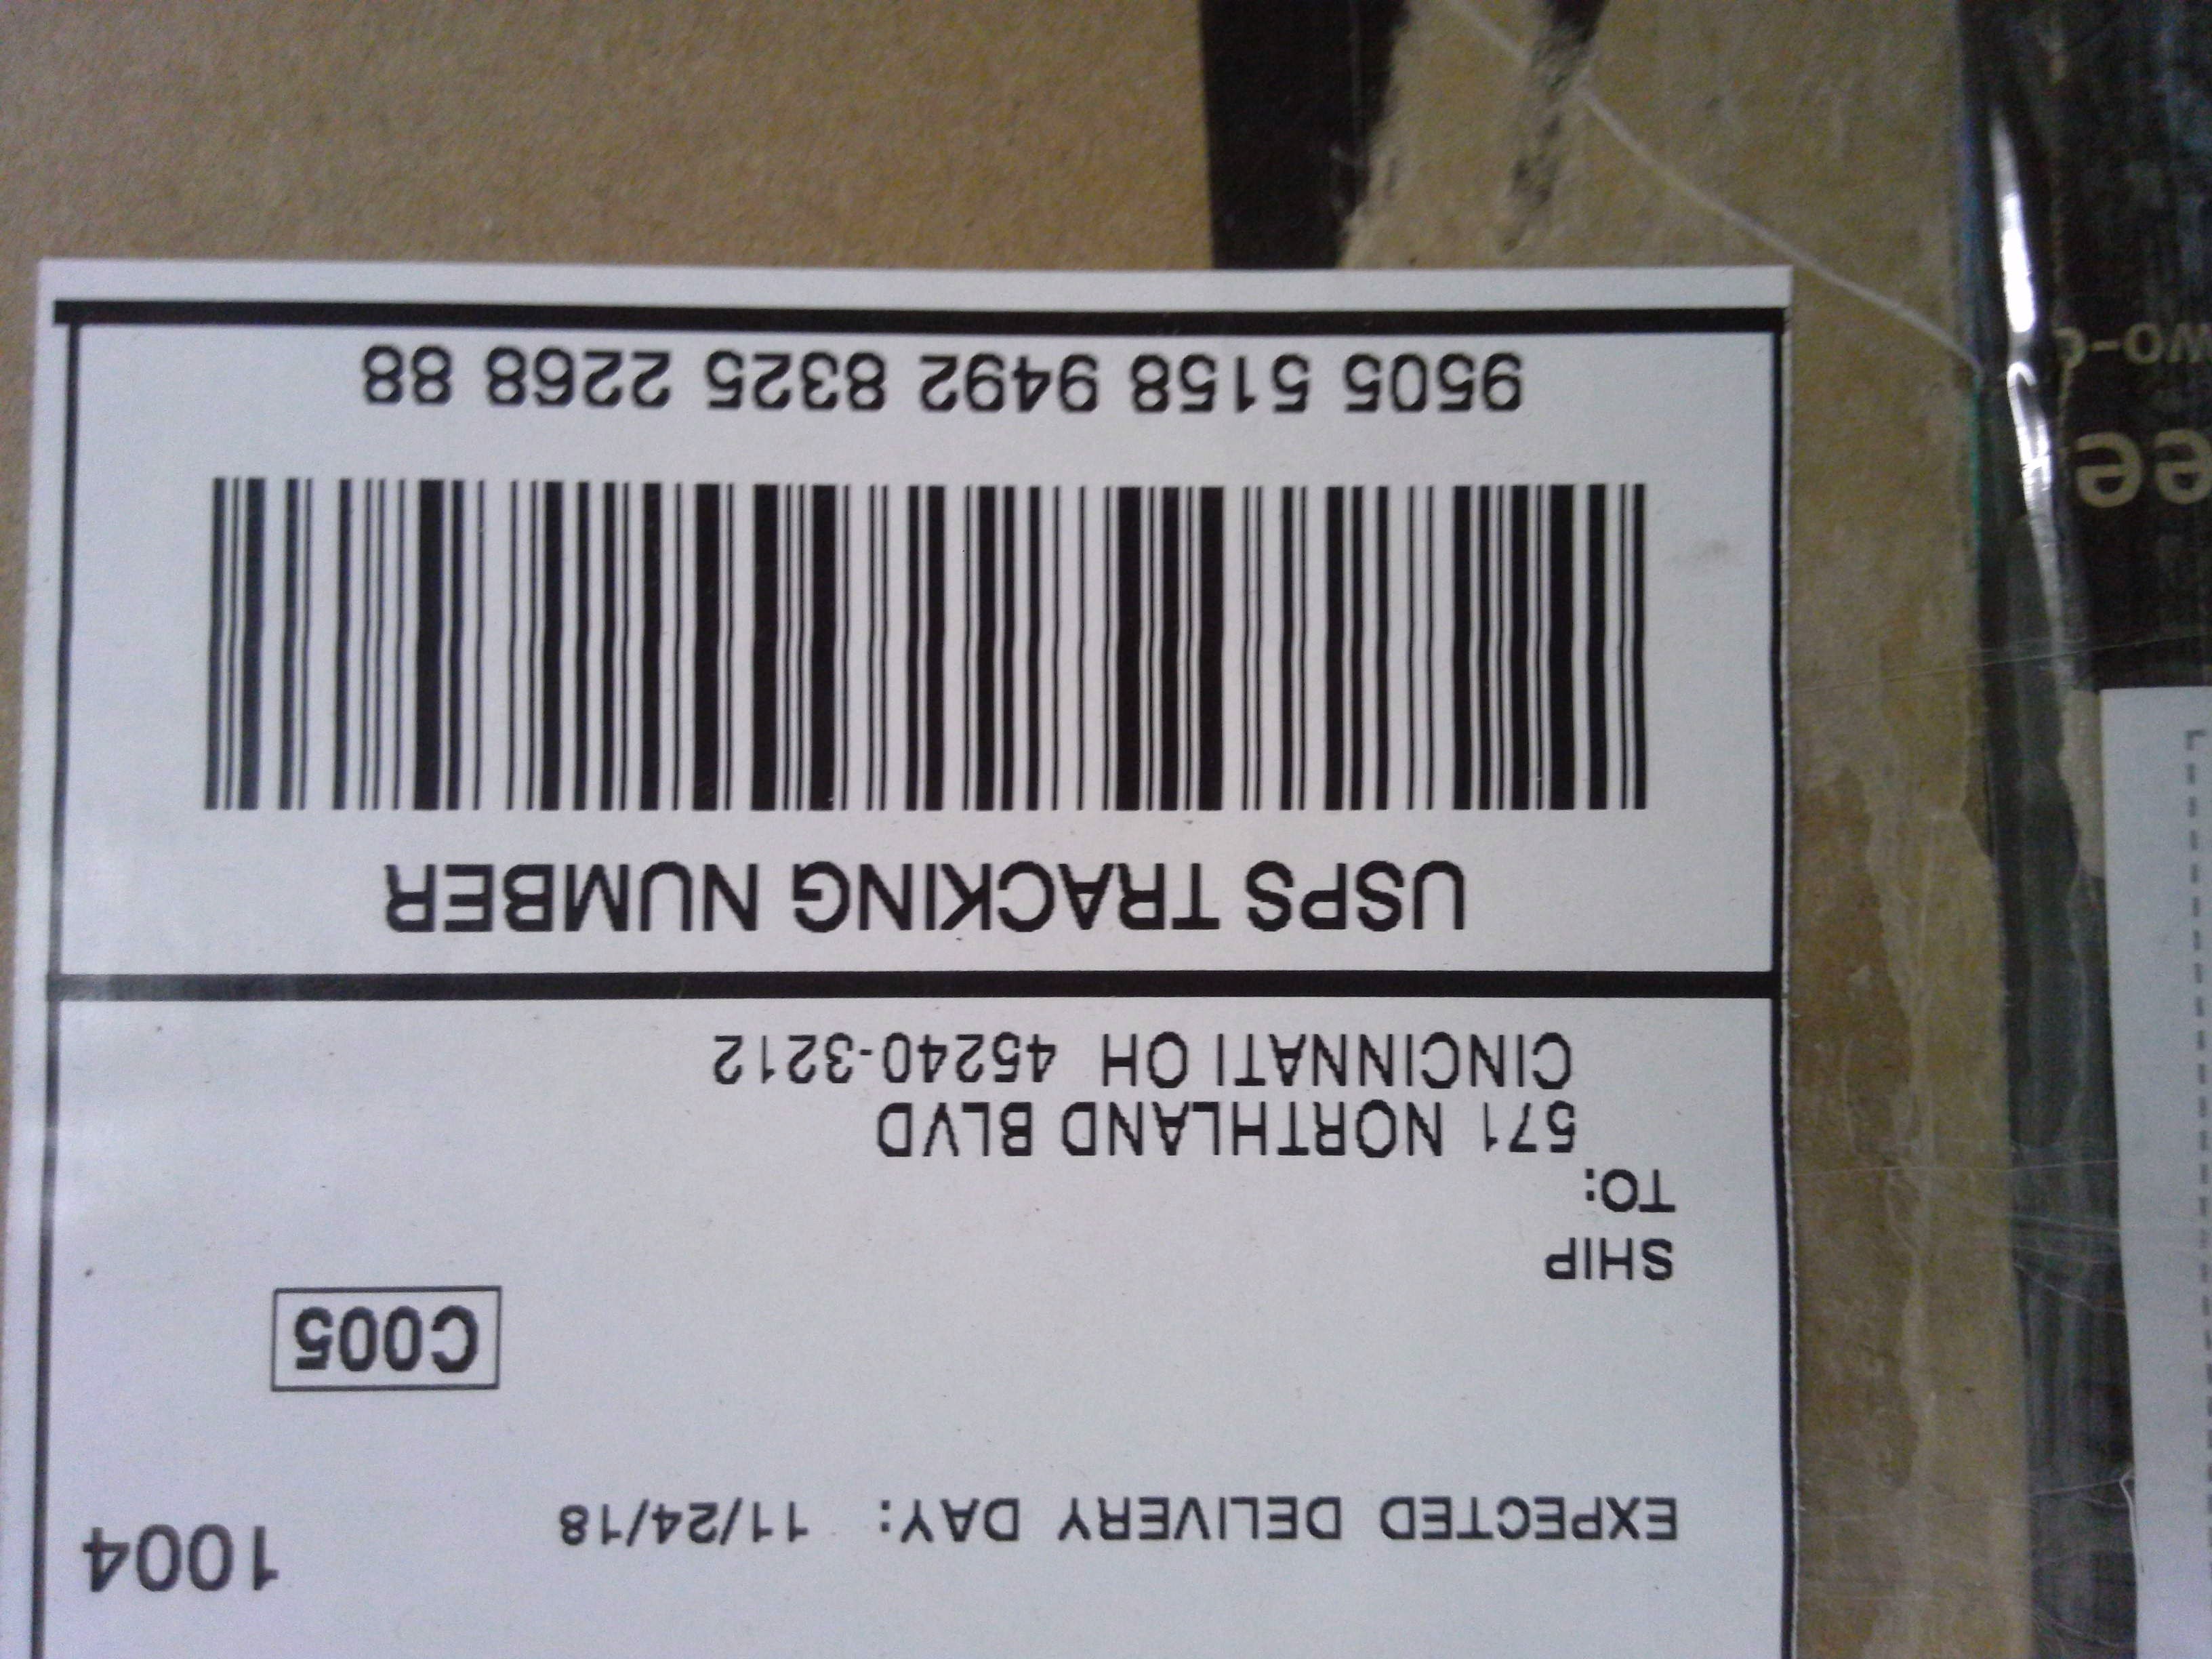 1004
EXPECTED DELIVERY DAY: 11/24/18
C005
SHIP
TO:
571 NORTHLAND BLVD
CINCINNATI OH 45240-3212
USPS TRACKING NUMBER
9505 5158 9492 8325 2268 88